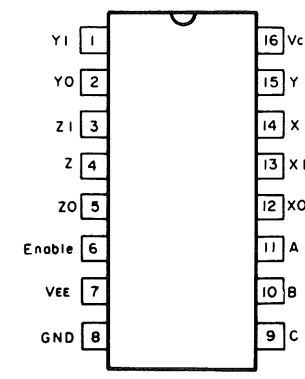 Y1 1 16 Vc
Y0 2 15 Y
Z1 3 14 X
Z 4 13 X1
Z0 5 12 X0
Enable 6 11 A
VEE 7 10 B
GND 8 9 C